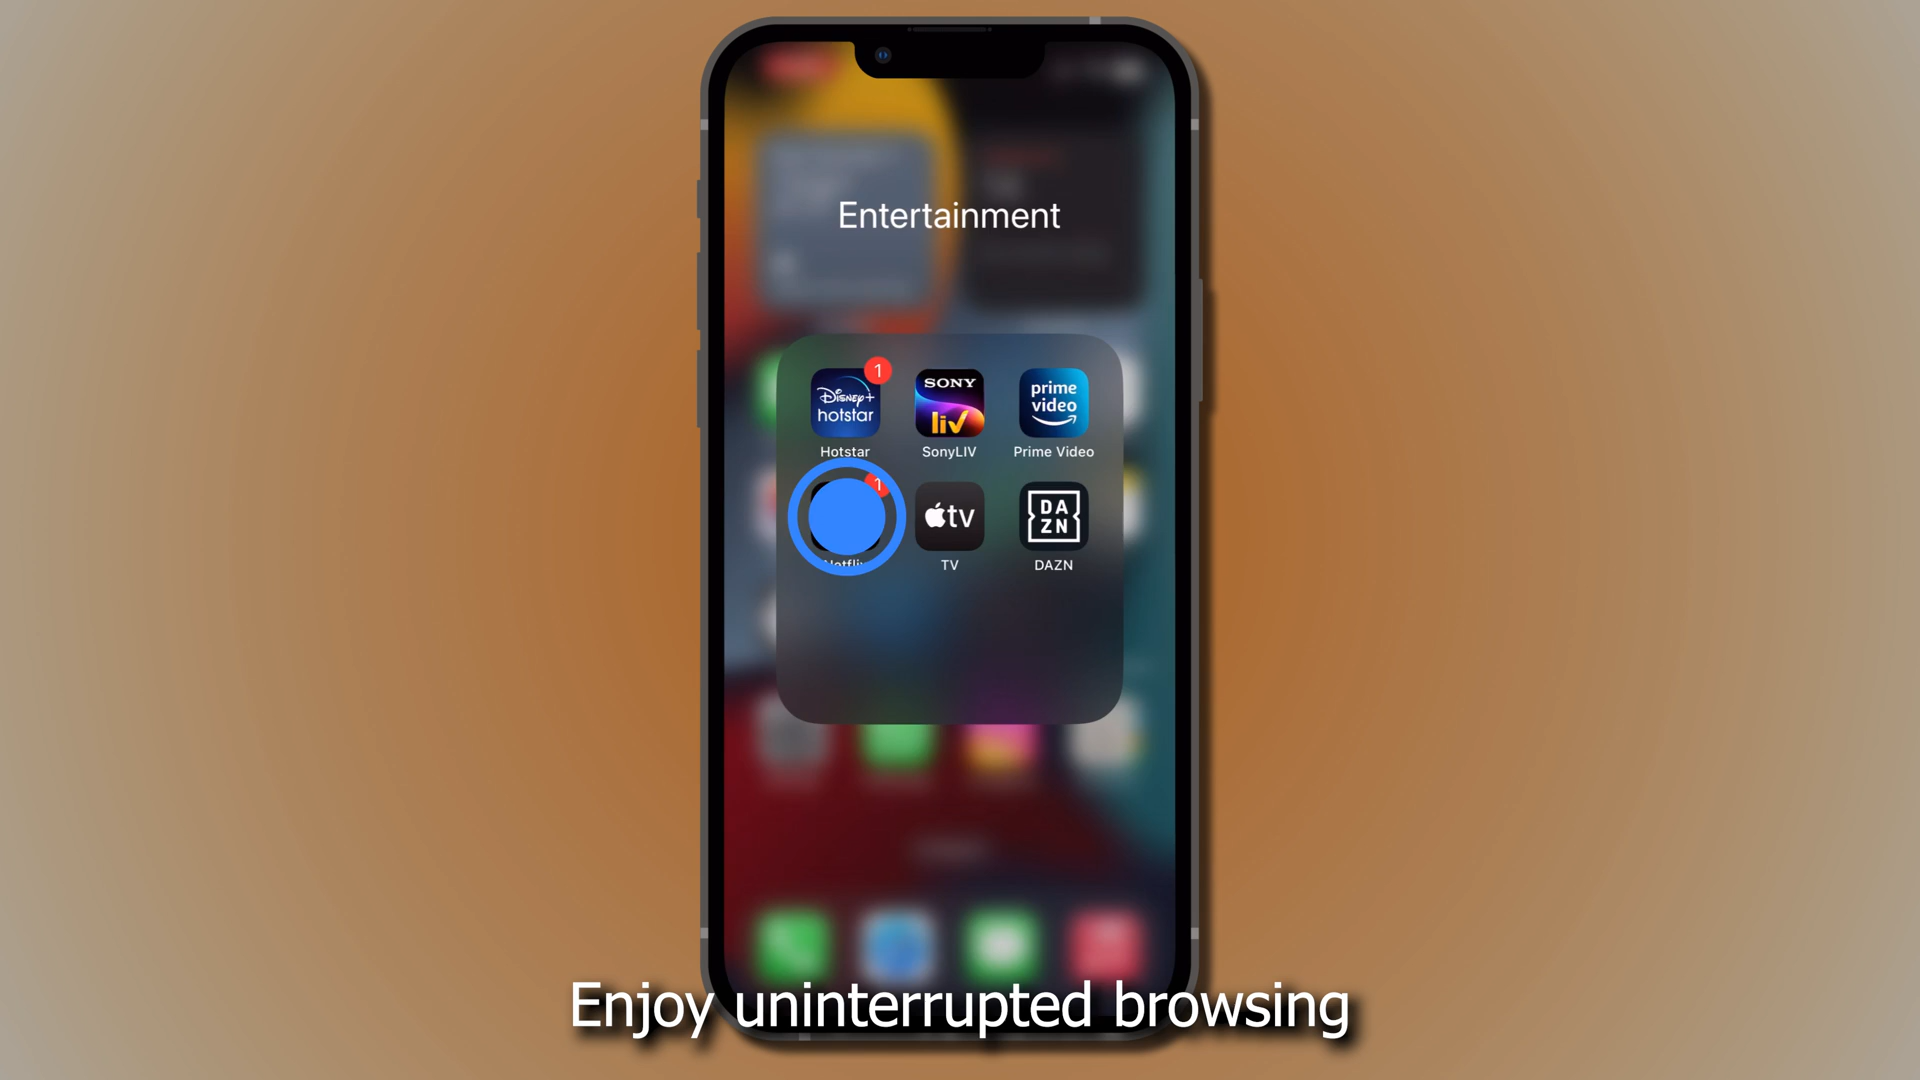 Entertainment
1
Disney+
hotstar
SONY
liv
prime
video
Hotstar
SonyLIV
Prime Video
1
tv
DA
ZN
Netflix
TV
DAZN
Enjoy uninterrupted browsing